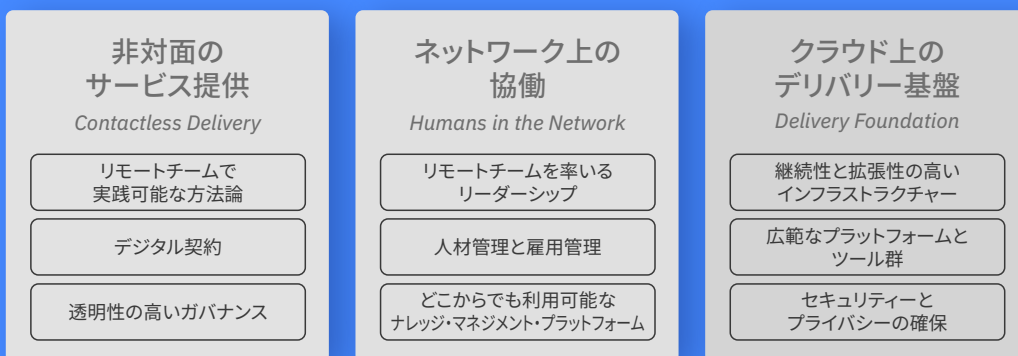 非対面の
サービス提供
Contactless Delivery
リモートチームで
実践可能な方法論
デジタル契約
透明性の高いガバナンス
ネットワーク上の
協働
Humans in the Network
リモートチームを率いる
リーダーシップ
人材管理と雇用管理
どこからでも利用可能な
ナレッジ・マネジメント・プラットフォーム
クラウド上の
デリバリー基盤
Delivery Foundation
継続性と拡張性の高い
インフラストラクチャー
広範なプラットフォームと
ツール群
セキュリティーと
プライバシーの確保